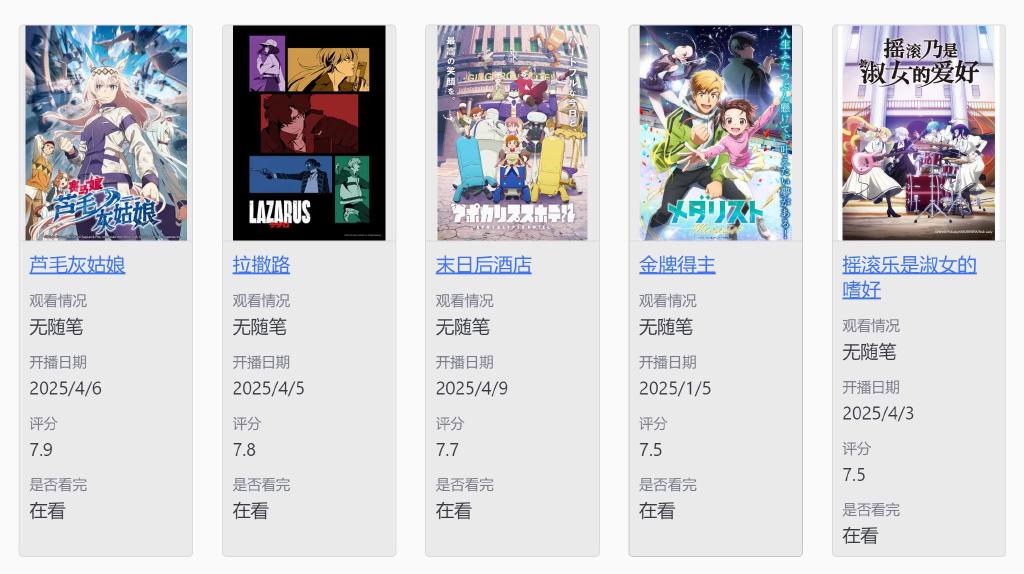 赛马娘
芦毛灰姑娘
芦毛灰姑娘
观看情况
无随笔
开播日期
2025/4/6
评分
7.9
是否看完
在看
LAZARUS
ラザロ
拉撒路
观看情况
无随笔
开播日期
2025/4/5
评分
7.8
是否看完
在看
最高の笑顔を。
アポカリプスホテル
APOCALYPSE HOTEL
末日后酒店
观看情况
无随笔
开播日期
2025/4/9
评分
7.7
是否看完
在看
メダリスト
Medalist
金牌得主
观看情况
无随笔
开播日期
2025/1/5
评分
7.5
是否看完
在看
摇滚乃是
淑女的爱好
摇滚乐是淑女的
嗜好
观看情况
无随笔
开播日期
2025/4/3
评分
7.5
是否看完
在看